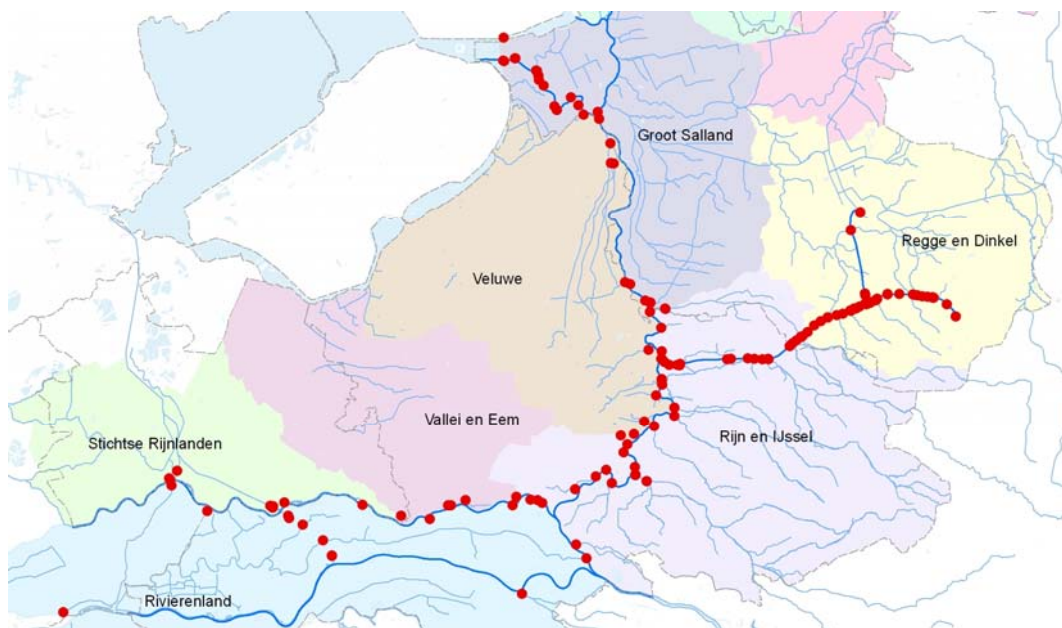 Groot Salland
Regge en Dinkel
Veluwe
Vallei en Eem
Rijn en IJssel
Stichtse Rijnlanden
Rivierenland